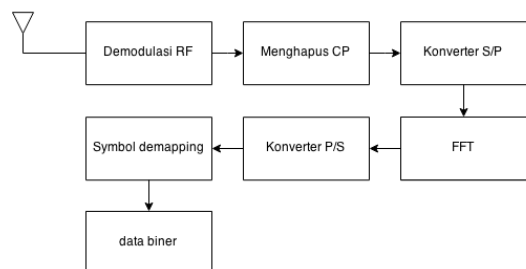 Demodulasi RF
Menghapus CP
Konverter S/P
FFT
Konverter P/S
Symbol demapping
data biner